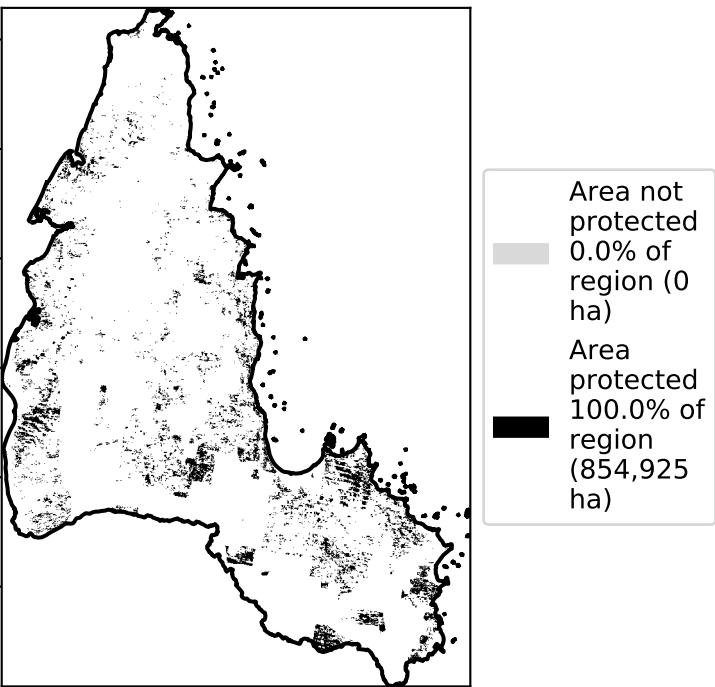 Area not
protected
0.0% of
region (0
ha)
Area
protected
100.0% of
region
(854,925
ha)